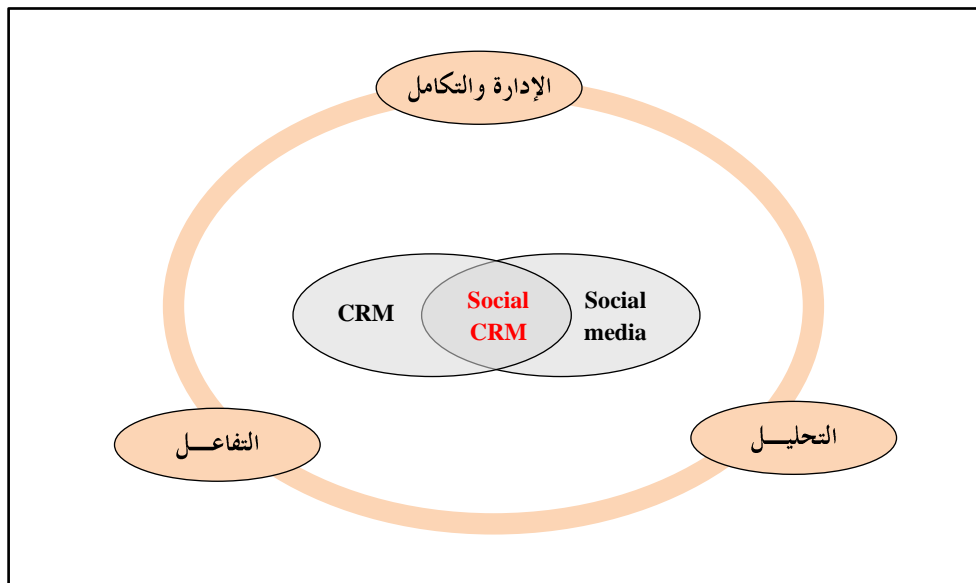 الإدارة والتكامل
CRM
Social
CRM
Social
media
التفاعـــل
التحليـــل